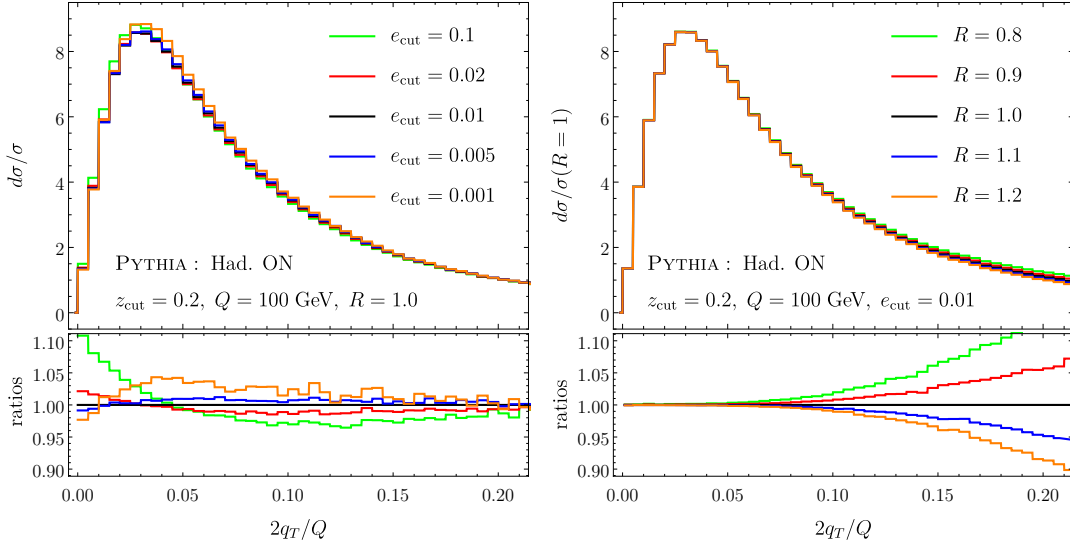 dσ/σ
8
6
4
2
0
e_cut = 0.1
e_cut = 0.02
e_cut = 0.01
e_cut = 0.005
e_cut = 0.001
PYTHIA : Had. ON
z_cut = 0.2, Q = 100 GeV, R = 1.0
ratios
1.10
1.05
1.00
0.95
0.90
0.00 0.05 0.10 0.15 0.20
2q_T/Q
dσ/σ(R = 1)
8
6
4
2
0
R = 0.8
R = 0.9
R = 1.0
R = 1.1
R = 1.2
PYTHIA : Had. ON
z_cut = 0.2, Q = 100 GeV, e_cut = 0.01
ratios
1.10
1.05
1.00
0.95
0.90
0.00 0.05 0.10 0.15 0.20
2q_T/Q